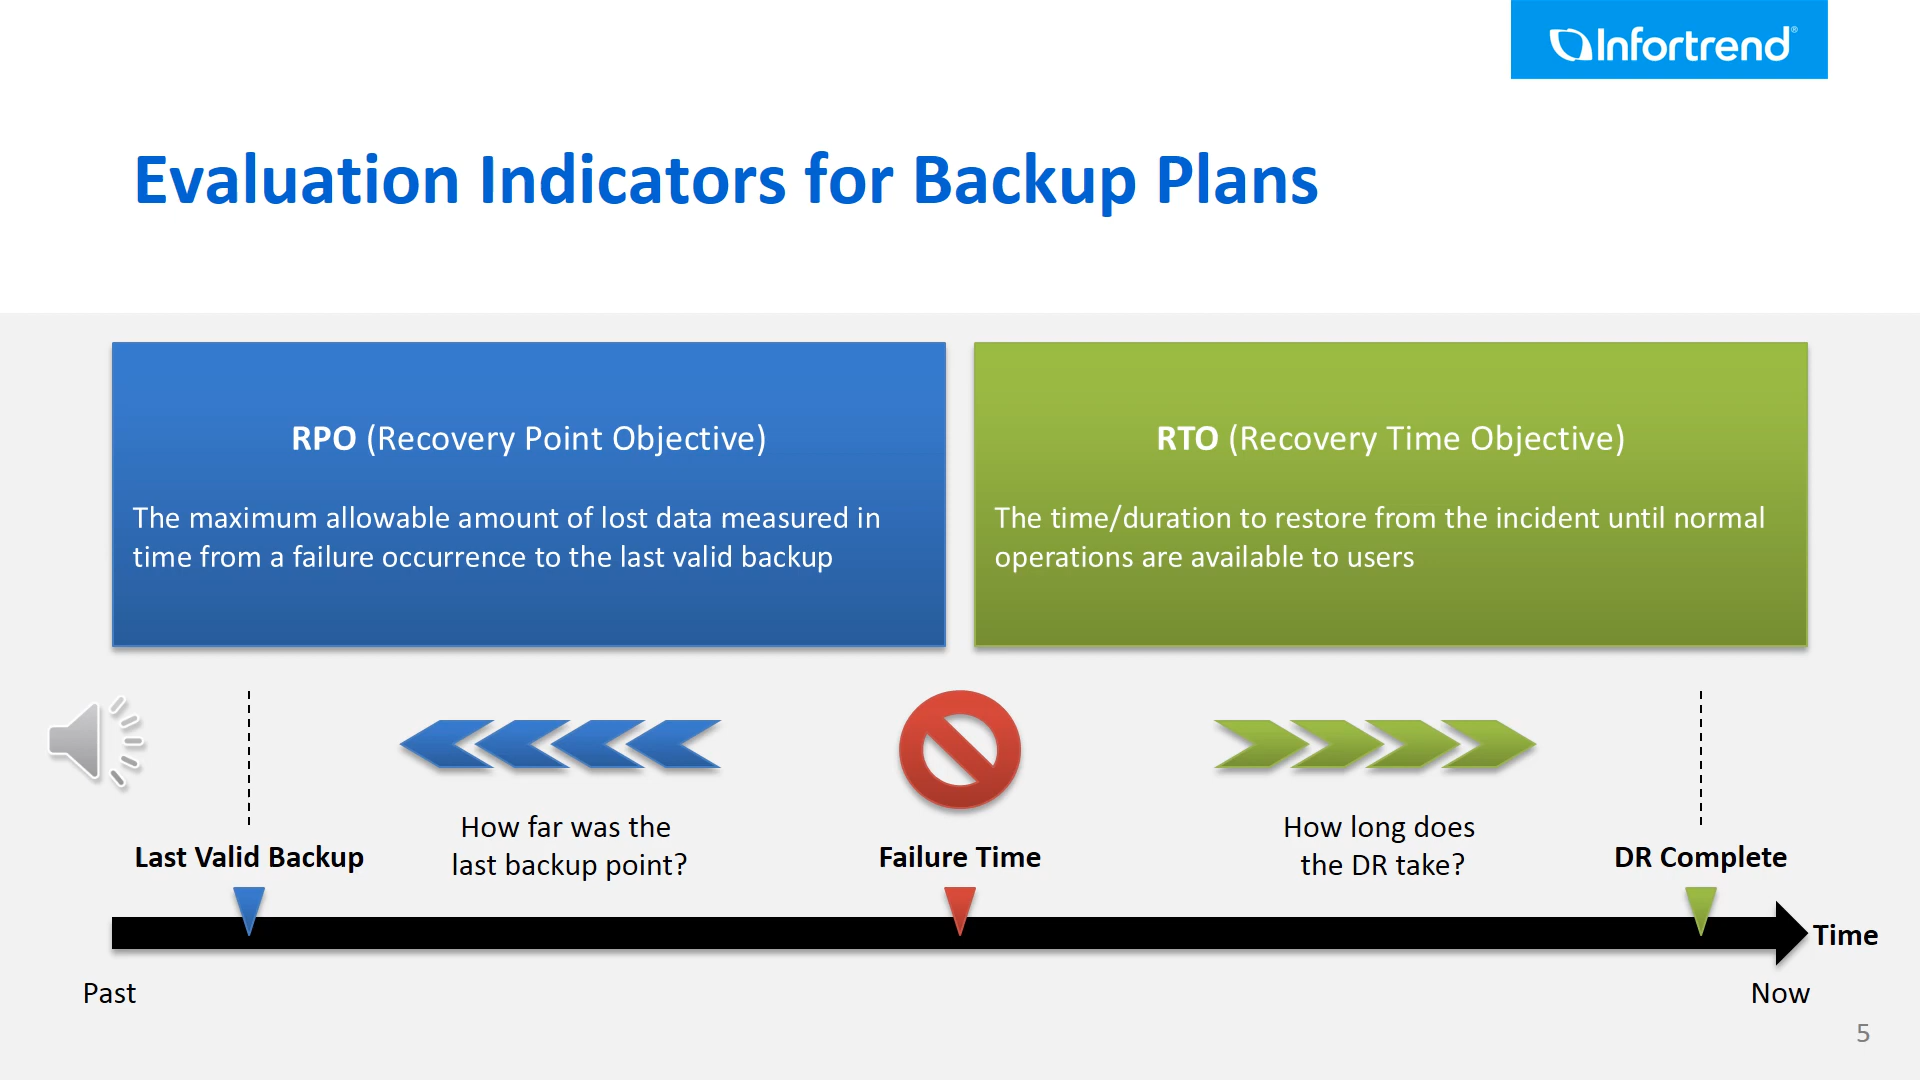 Infortrend®
Evaluation Indicators for Backup Plans
RPO (Recovery Point Objective)
The maximum allowable amount of lost data measured in
time from a failure occurrence to the last valid backup
RTO (Recovery Time Objective)
The time/duration to restore from the incident until normal
operations are available to users
Last Valid Backup
How far was the
last backup point?
Failure Time
How long does
the DR take?
DR Complete
Time
Past
Now
5